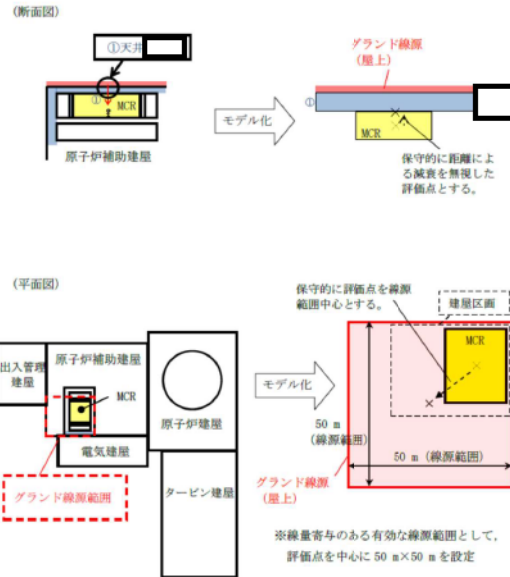 (断面図)
①天井
グランド線源
(屋上)
①
MCR
モデル化
①
MCR
原子炉補助建屋
保守的に距離によ
る減衰を無視した
評価点とする。
(平面図)
保守的に評価点を線源
範囲中心とする。
建屋区画
出入管理
建屋
原子炉補助建屋
MCR
原子炉建屋
モデル化
MCR
50 m
(線源範囲)
50 m (線源範囲)
電気建屋
グランド線源範囲
タービン建屋
グランド線源
(屋上)
※線量寄与のある有効な線源範囲として,
評価点を中心に 50 m×50 m を設定